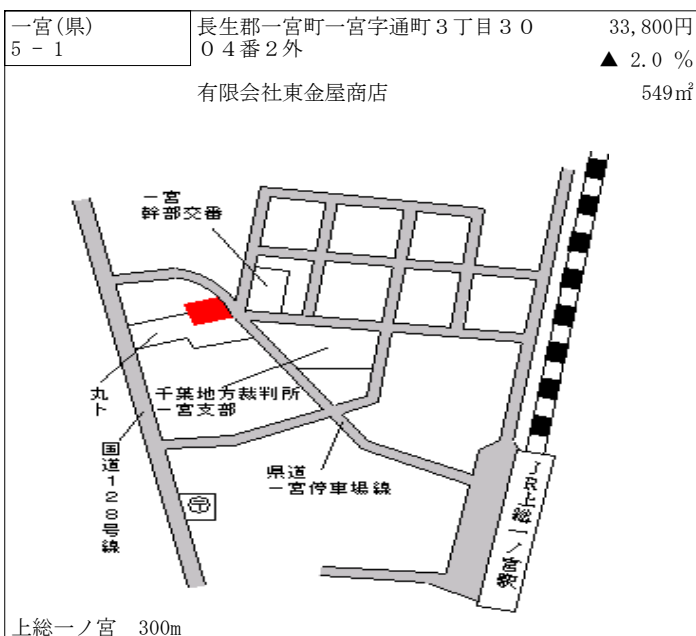 一宮(県)
5 - 1
長生郡一宮町一宮字通町３丁目３０
０４番２外
33,800円
▲ 2.0 %
有限会社東金屋商店
549㎡
一宮
幹部交番
丸ト
千葉地方裁判所
一宮支部
国道１２８号線
県道
一宮停車場線
ＪＲ上総一ノ宮駅
〒
上総一ノ宮　300m